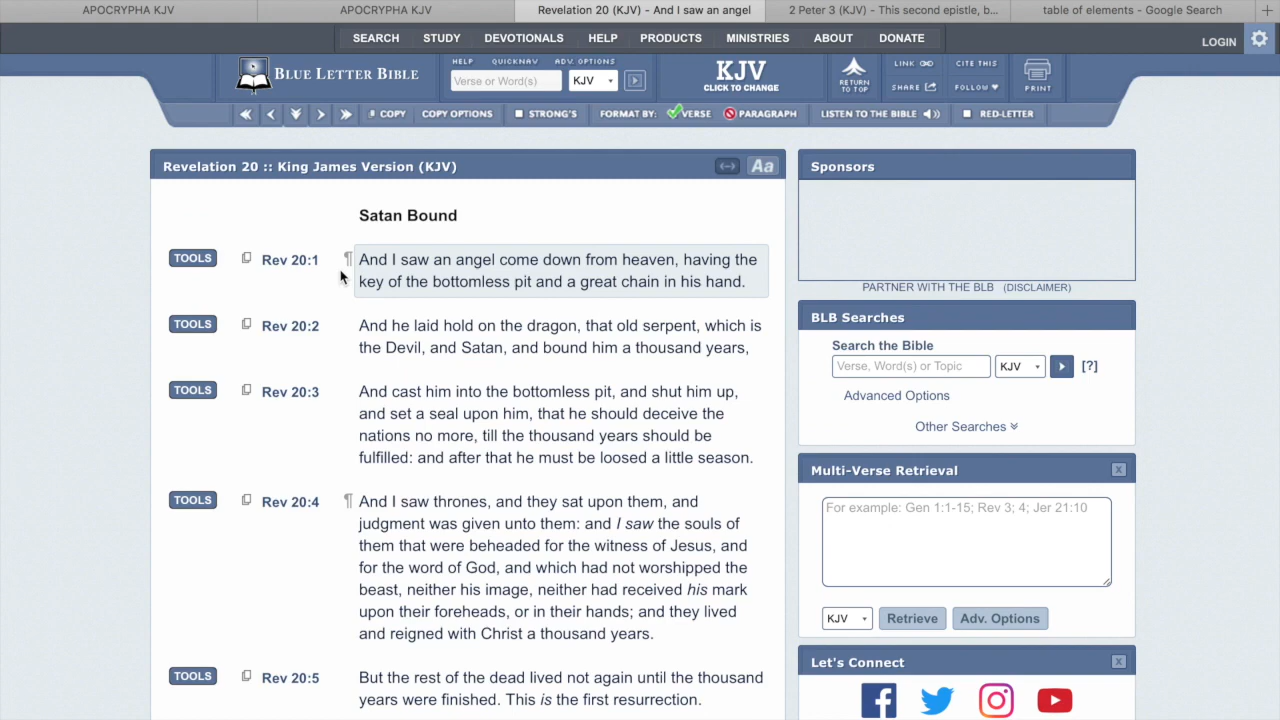 APOCRYPHA KJV
APOCRYPHA KJV
Revelation 20 (KJV) - And I saw an angel
2 Peter 3 (KJV) - This second epistle, b...
table of elements - Google Search
SEARCH STUDY DEVOTIONALS HELP PRODUCTS MINISTRIES ABOUT DONATE
LOGIN
BLUE LETTER BIBLE
HELP QUICKNAV ADV. OPTIONS
Verse or Word(s) KJV
KJV
CLICK TO CHANGE
RETURN
TO TOP
LINK CITE THIS
SHARE FOLLOW
PRINT
COPY COPY OPTIONS STRONG'S FORMAT BY: VERSE PARAGRAPH LISTEN TO THE BIBLE RED-LETTER
Revelation 20 :: King James Version (KJV)
Aa
Satan Bound
TOOLS Rev 20:1 ¶ And I saw an angel come down from heaven, having the
key of the bottomless pit and a great chain in his hand.
TOOLS Rev 20:2 And he laid hold on the dragon, that old serpent, which is
the Devil, and Satan, and bound him a thousand years,
TOOLS Rev 20:3 And cast him into the bottomless pit, and shut him up,
and set a seal upon him, that he should deceive the
nations no more, till the thousand years should be
fulfilled: and after that he must be loosed a little season.
TOOLS Rev 20:4 ¶ And I saw thrones, and they sat upon them, and
judgment was given unto them: and I saw the souls of
them that were beheaded for the witness of Jesus, and
for the word of God, and which had not worshipped the
beast, neither his image, neither had received his mark
upon their foreheads, or in their hands; and they lived
and reigned with Christ a thousand years.
TOOLS Rev 20:5 But the rest of the dead lived not again until the thousand
years were finished. This is the first resurrection.
Sponsors
PARTNER WITH THE BLB (DISCLAIMER)
BLB Searches
Search the Bible
Verse, Word(s) or Topic KJV [?]
Advanced Options
Other Searches
Multi-Verse Retrieval X
For example: Gen 1:1-15; Rev 3; 4; Jer 21:10
KJV Retrieve Adv. Options
Let's Connect X